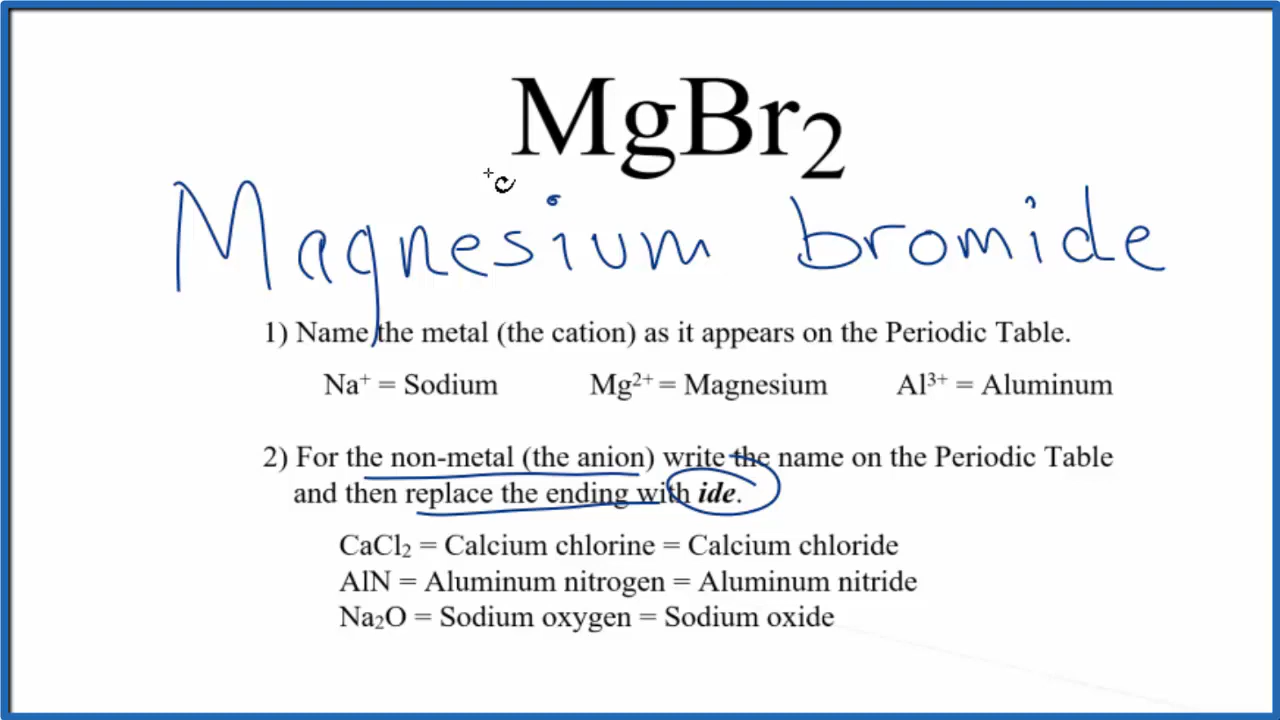 MgBr₂
Magnesium bromide
1) Name the metal (the cation) as it appears on the Periodic Table.
Na⁺ = Sodium Mg²⁺ = Magnesium Al³⁺ = Aluminum
2) For the non-metal (the anion) write the name on the Periodic Table
and then replace the ending with ide.
CaCl₂ = Calcium chlorine = Calcium chloride
AlN = Aluminum nitrogen = Aluminum nitride
Na₂O = Sodium oxygen = Sodium oxide